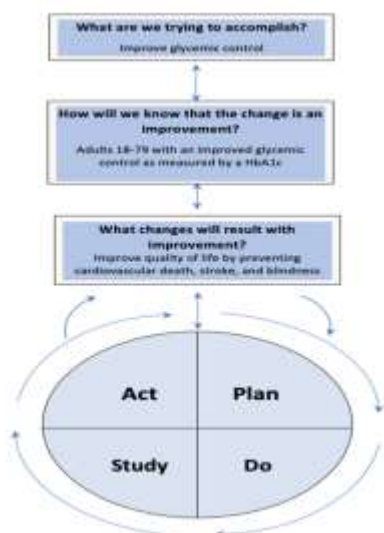 What are we trying to accomplish?
Improve glycemic control
How will we know that the change is an
improvement?
Adults 18-79 with an improved glycemic
control as measured by a HbA1c
What changes will result with
improvement?
Improve quality of life by preventing
cardiovascular death, stroke, and blindness
Act
Plan
Study
Do